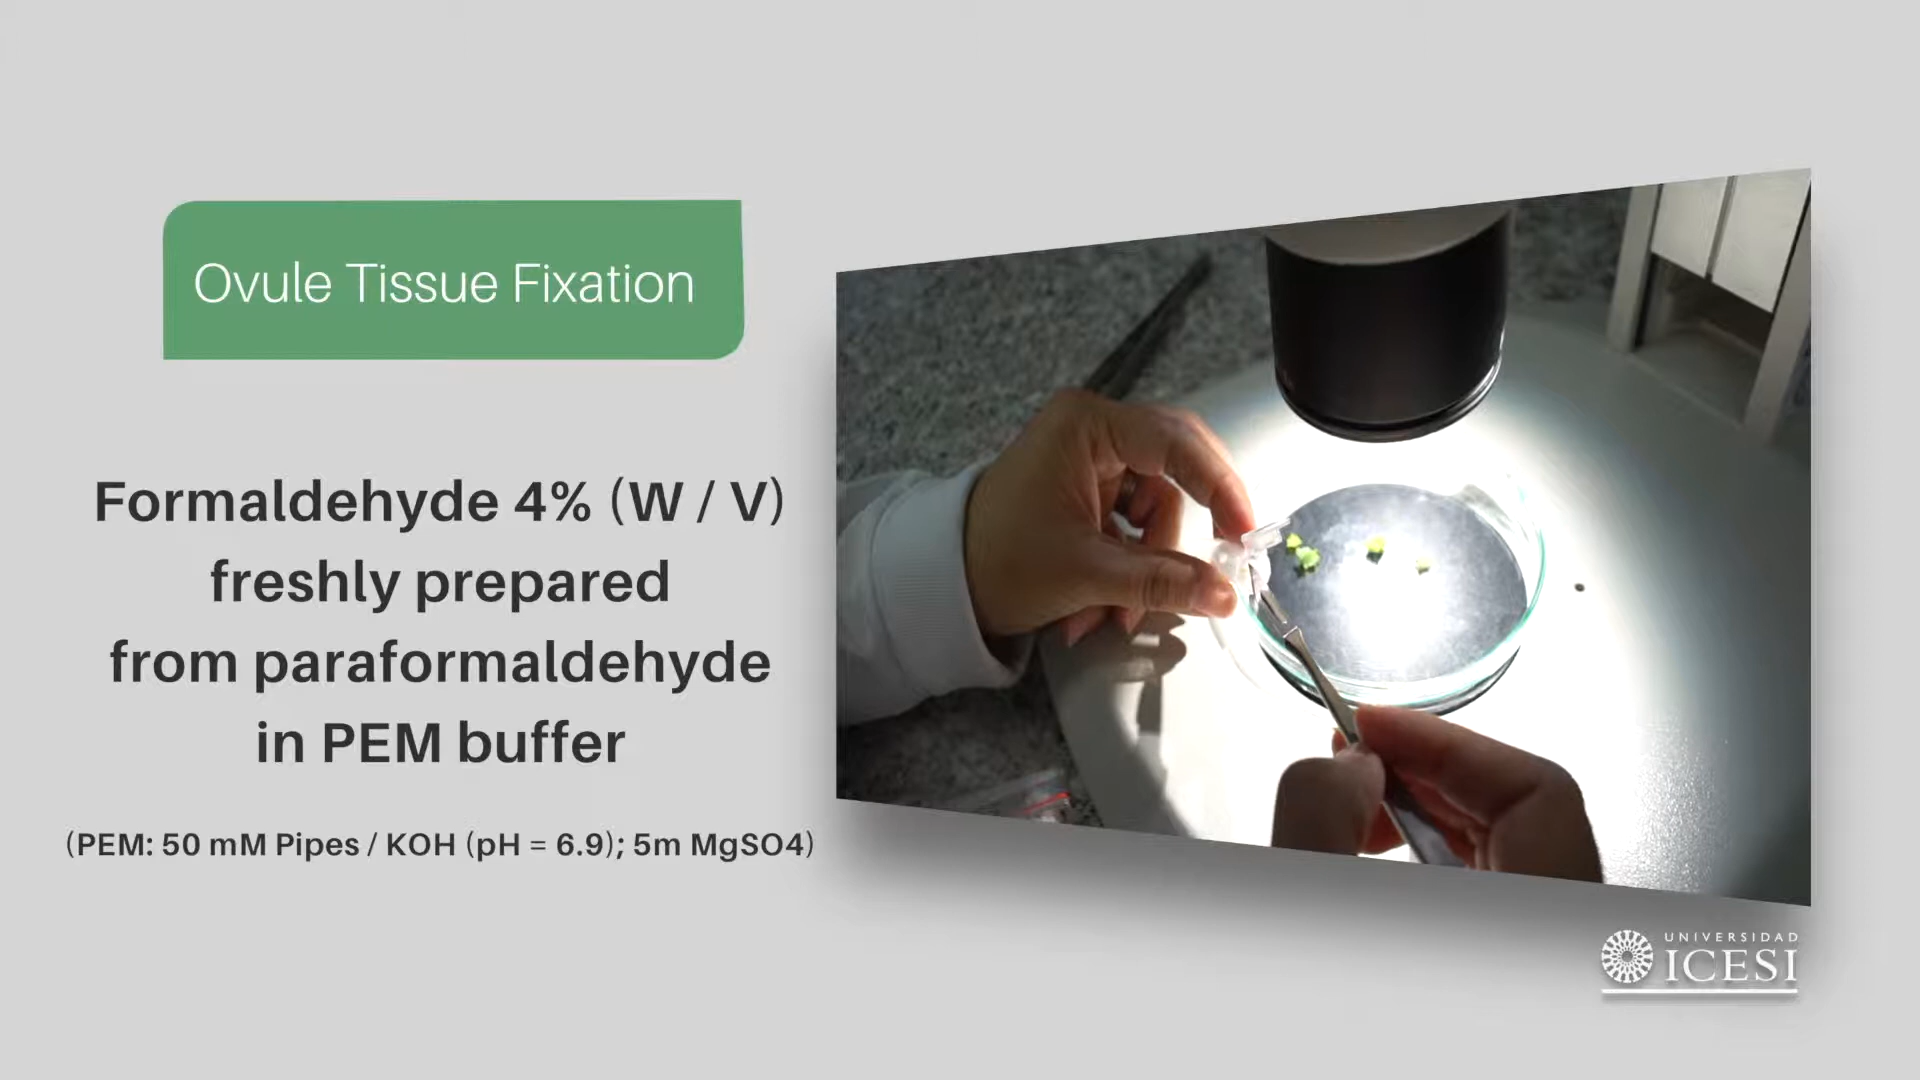 Ovule Tissue Fixation
Formaldehyde 4% (W / V)
freshly prepared
from paraformaldehyde
in PEM buffer
(PEM: 50 mM Pipes / KOH (pH = 6.9); 5m MgSO4)
UNIVERSIDAD
ICESI